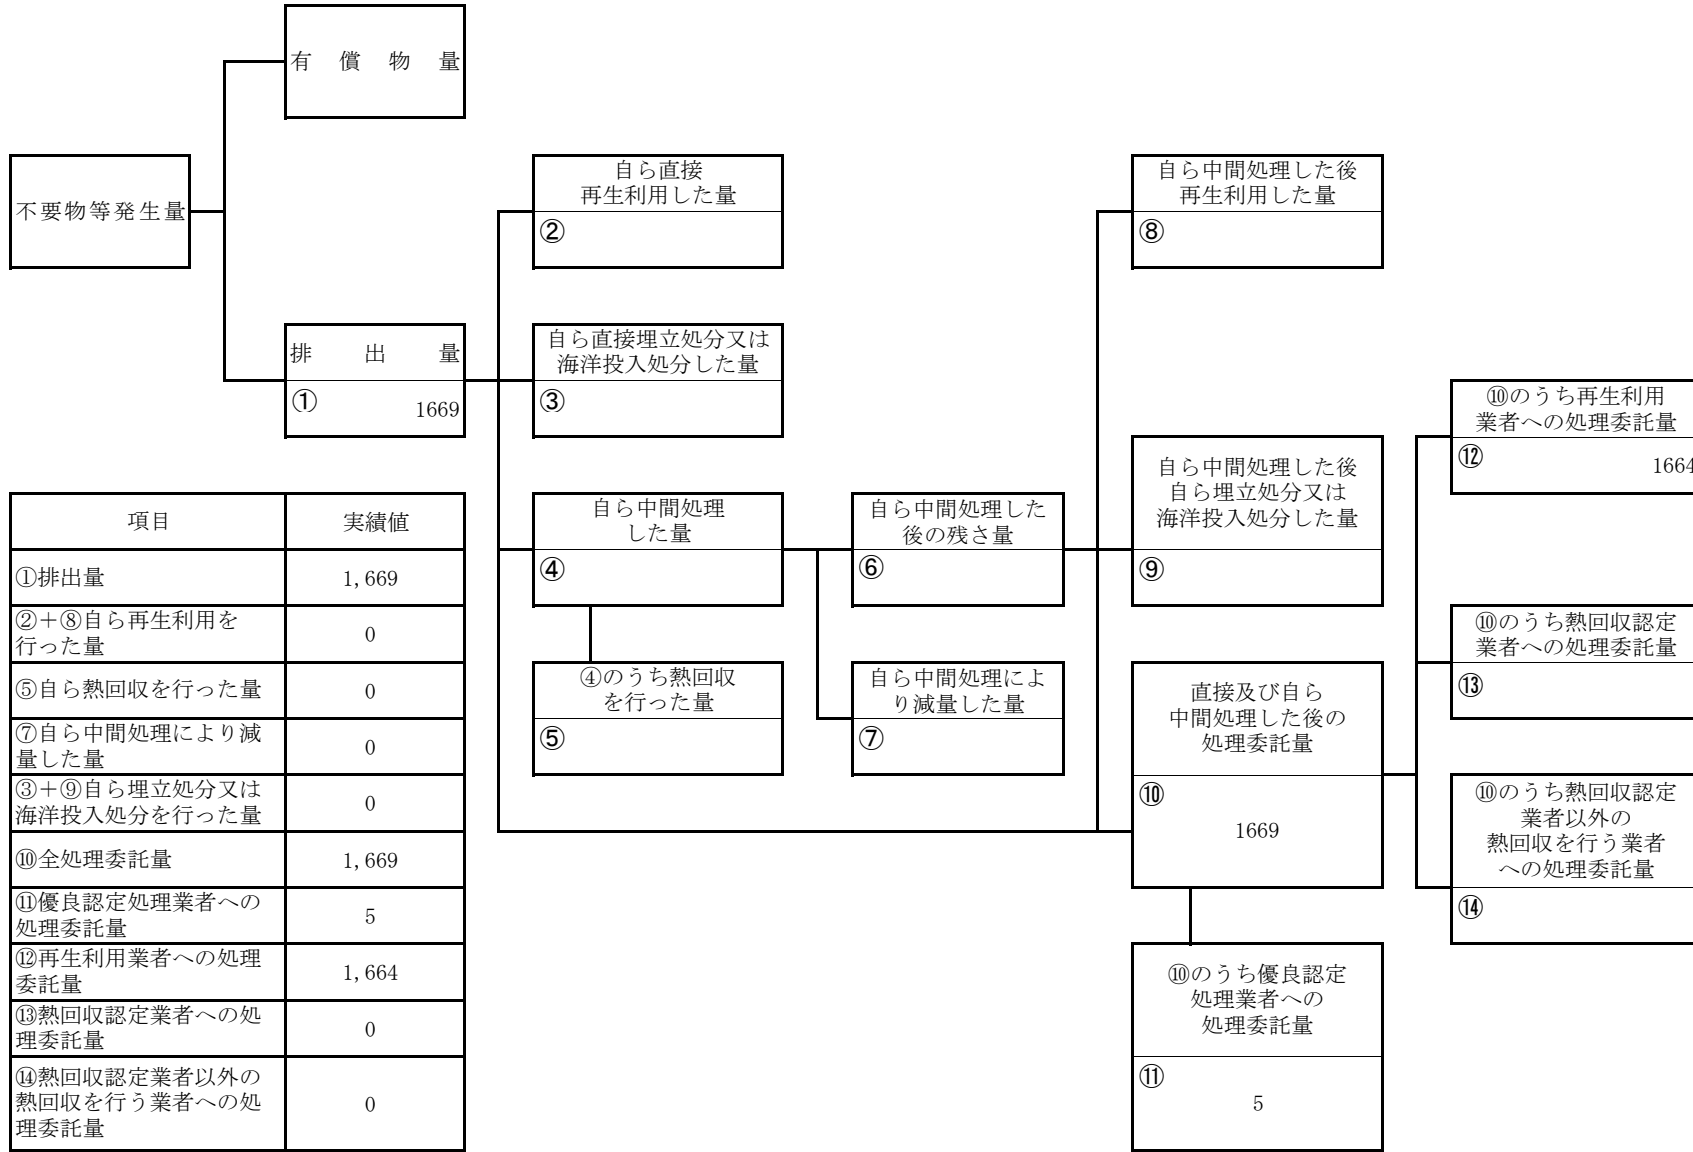 有償物量
不要物等発生量
排出量
① 1669
自ら直接
再生利用した量
②
自ら直接埋立処分又は
海洋投入処分した量
③
自ら中間処理
した量
④
④のうち熱回収
を行った量
⑤
自ら中間処理した
後の残さ量
⑥
自ら中間処理によ
り減量した量
⑦
自ら中間処理した後
再生利用した量
⑧
自ら中間処理した後
自ら埋立処分又は
海洋投入処分した量
⑨
直接及び自ら
中間処理した後の
処理委託量
⑩
1669
⑩のうち優良認定
処理業者への
処理委託量
⑪
5
⑩のうち再生利用
業者への処理委託量
⑫ 1664
⑩のうち熱回収認定
業者への処理委託量
⑬
⑩のうち熱回収認定
業者以外の
熱回収を行う業者
への処理委託量
⑭
項目 実績値
①排出量 1,669
②＋⑧自ら再生利用を
行った量 0
⑤自ら熱回収を行った量 0
⑦自ら中間処理により減
量した量 0
③＋⑨自ら埋立処分又は
海洋投入処分を行った量 0
⑩全処理委託量 1,669
⑪優良認定処理業者への
処理委託量 5
⑫再生利用業者への処理
委託量 1,664
⑬熱回収認定業者への処
理委託量 0
⑭熱回収認定業者以外の
熱回収を行う業者への処
理委託量 0